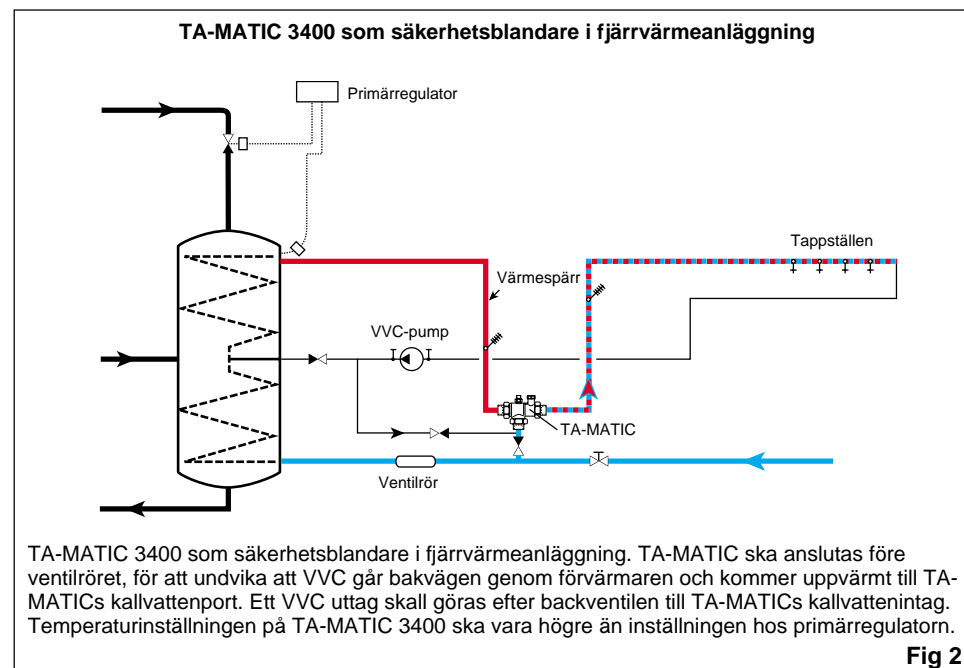 TA-MATIC 3400 som säkerhetsblandare i fjärrvärmeanläggning
Primärregulator
Tappställen
Värmespärr
VVC-pump
TA-MATIC
Ventilrör
TA-MATIC 3400 som säkerhetsblandare i fjärrvärmeanläggning. TA-MATIC ska anslutas före
ventilröret, för att undvika att VVC går bakvägen genom förvärmaren och kommer uppvärmt till TA-
MATICs kallvattenport. Ett VVC uttag skall göras efter backventilen till TA-MATICs kallvattenintag.
Temperaturinställningen på TA-MATIC 3400 ska vara högre än inställningen hos primärregulatorn.
Fig 2